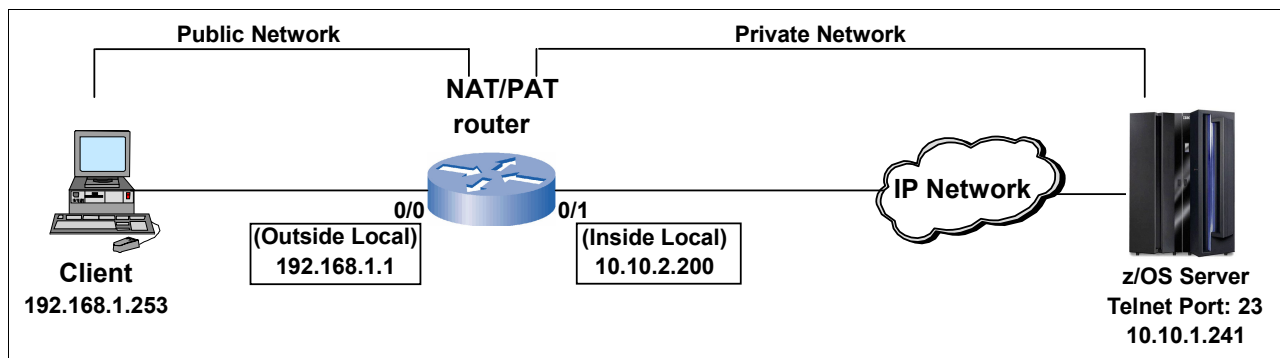 Public Network
Private Network
NAT/PAT
router
IP Network
0/0
0/1
(Outside Local)
192.168.1.1
(Inside Local)
10.10.2.200
Client
192.168.1.253
z/OS Server
Telnet Port: 23
10.10.1.241